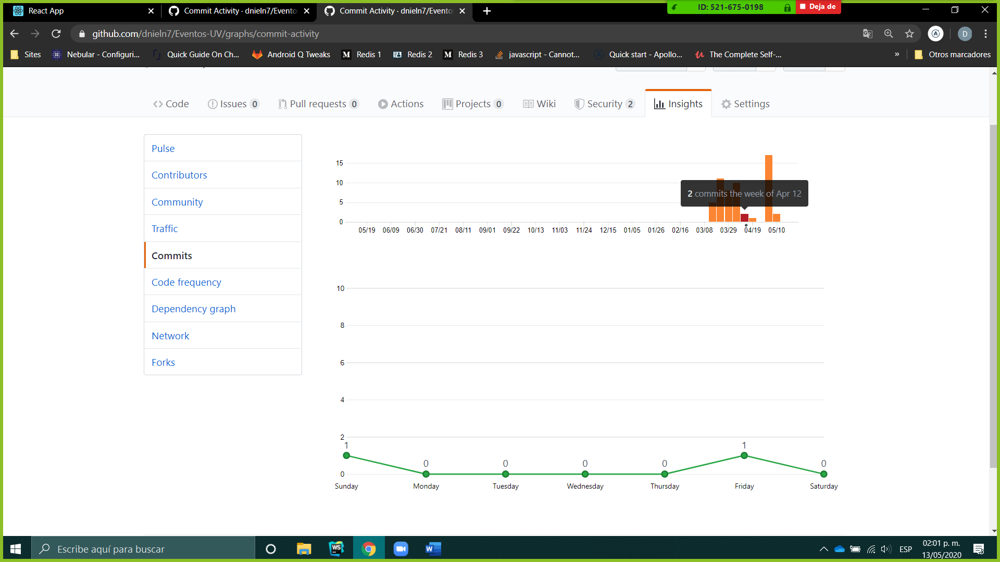 React App
Commit Activity · dnieln7/Evento
Commit Activity · dnieln7/Evento
ID: 521-675-0198
Deja de
github.com/dnieln7/Eventos-UV/graphs/commit-activity
D
Sites
Nebular - Configuri...
Quick Guide On Ch...
Android Q Tweaks
Redis 1
Redis 2
Redis 3
javascript - Cannot...
Quick start - Apollo...
The Complete Self-...
»
Otros marcadores
Code
Issues 0
Pull requests 0
Actions
Projects 0
Wiki
Security 2
Insights
Settings
Pulse
Contributors
Community
Traffic
Commits
Code frequency
Dependency graph
Network
Forks
15
10
5
0
2 commits the week of Apr 12
05/19 06/09 06/30 07/21 08/11 09/01 09/22 10/13 11/03 11/24 12/15 01/05 01/26 02/16 03/08 03/29 04/19 05/10
10
8
6
4
2
0
1 0 0 0 0 1 0
Sunday Monday Tuesday Wednesday Thursday Friday Saturday
Escribe aquí para buscar
WS
W
ESP
02:01 p. m.
13/05/2020